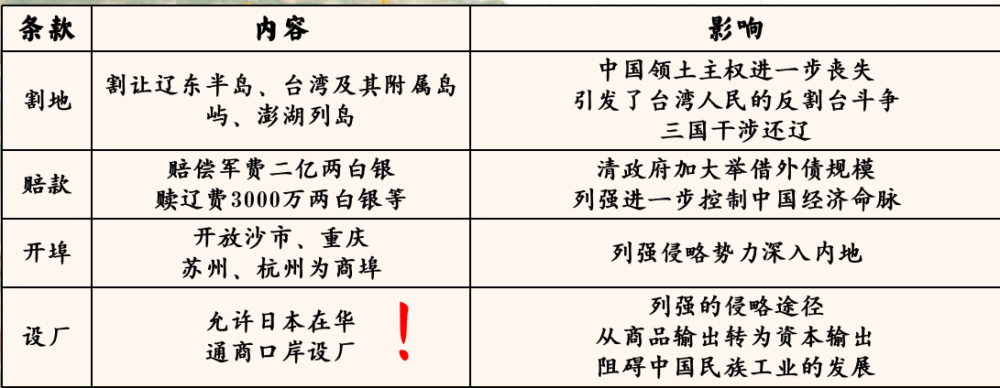 条款 内容 影响
割地
割让辽东半岛、台湾及其附属岛
屿、澎湖列岛
中国领土主权进一步丧失
引发了台湾人民的反割台斗争
三国干涉还辽
赔款
赔偿军费二亿两白银
赎辽费3000万两白银等
清政府加大举借外债规模
列强进一步控制中国经济命脉
开埠
开放沙市、重庆
苏州、杭州为商埠
列强侵略势力深入内地
设厂
允许日本在华
通商口岸设厂
!
列强的侵略途径
从商品输出转为资本输出
阻碍中国民族工业的发展